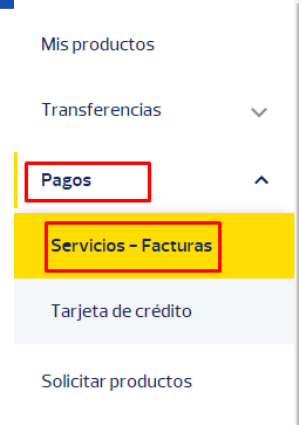 Mis productos
Transferencias
Pagos
Servicios - Facturas
Tarjeta de crédito
Solicitar productos